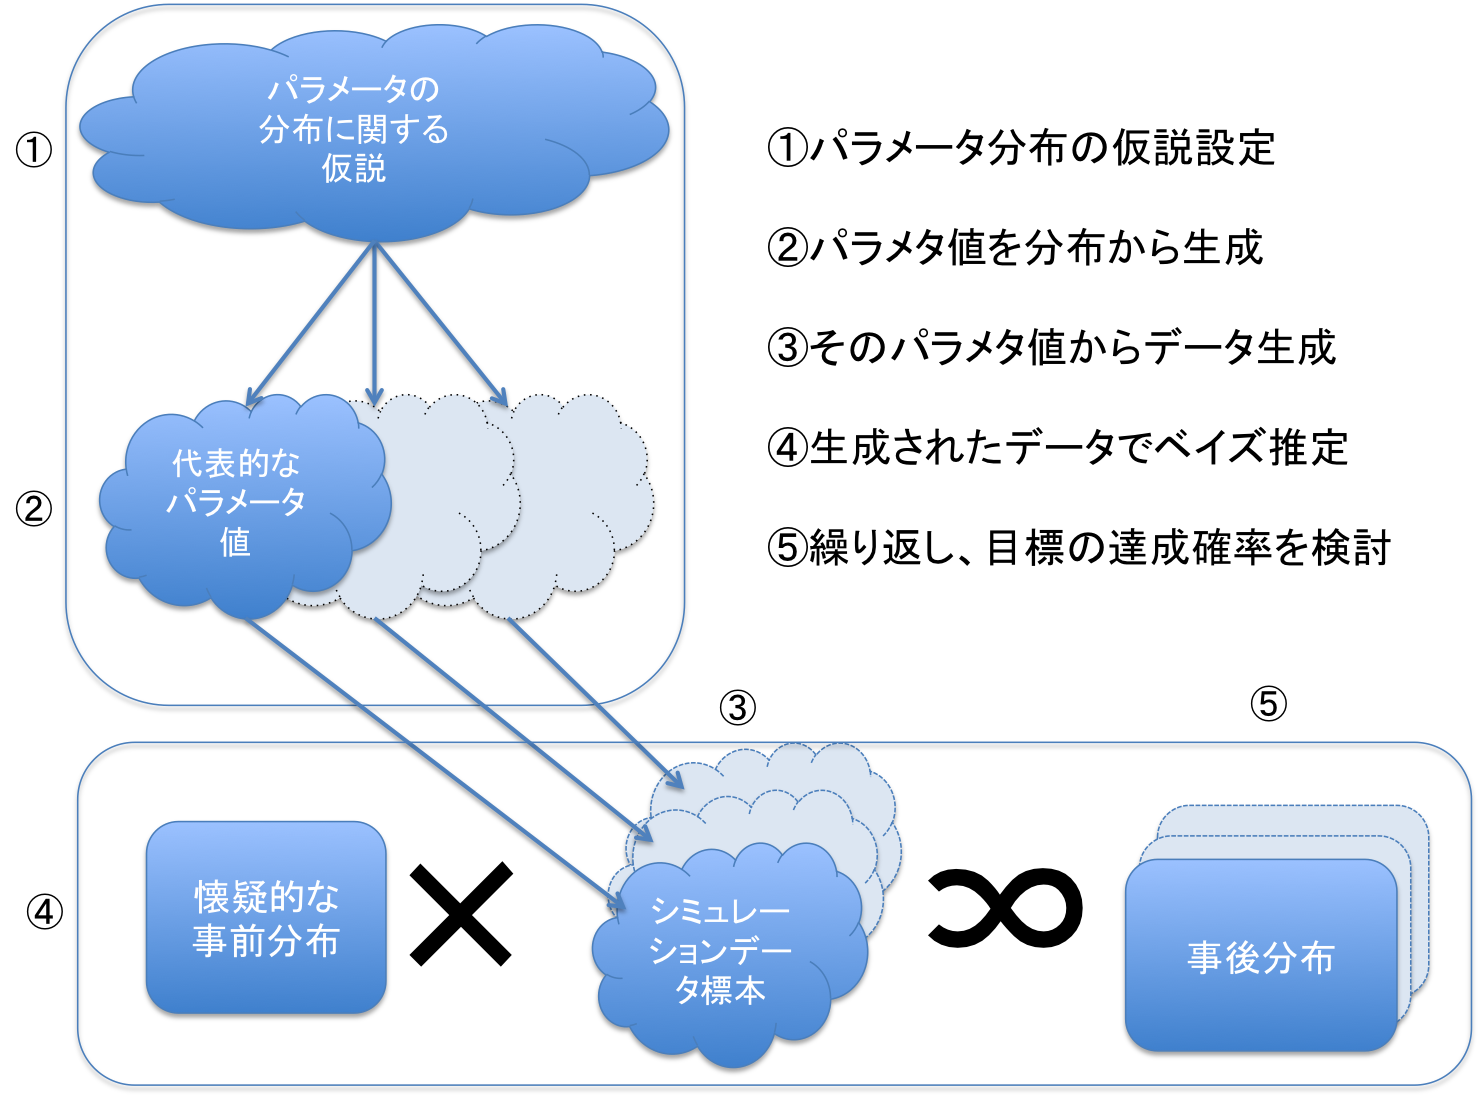 ①
パラメータの
分布に関する
仮説
①パラメータ分布の仮説設定
②パラメタ値を分布から生成
③そのパラメタ値からデータ生成
④生成されたデータでベイズ推定
⑤繰り返し、目標の達成確率を検討
②
代表的な
パラメータ
値
③
⑤
④
懐疑的な
事前分布
×
シミュレー
ションデー
タ標本
∝
事後分布